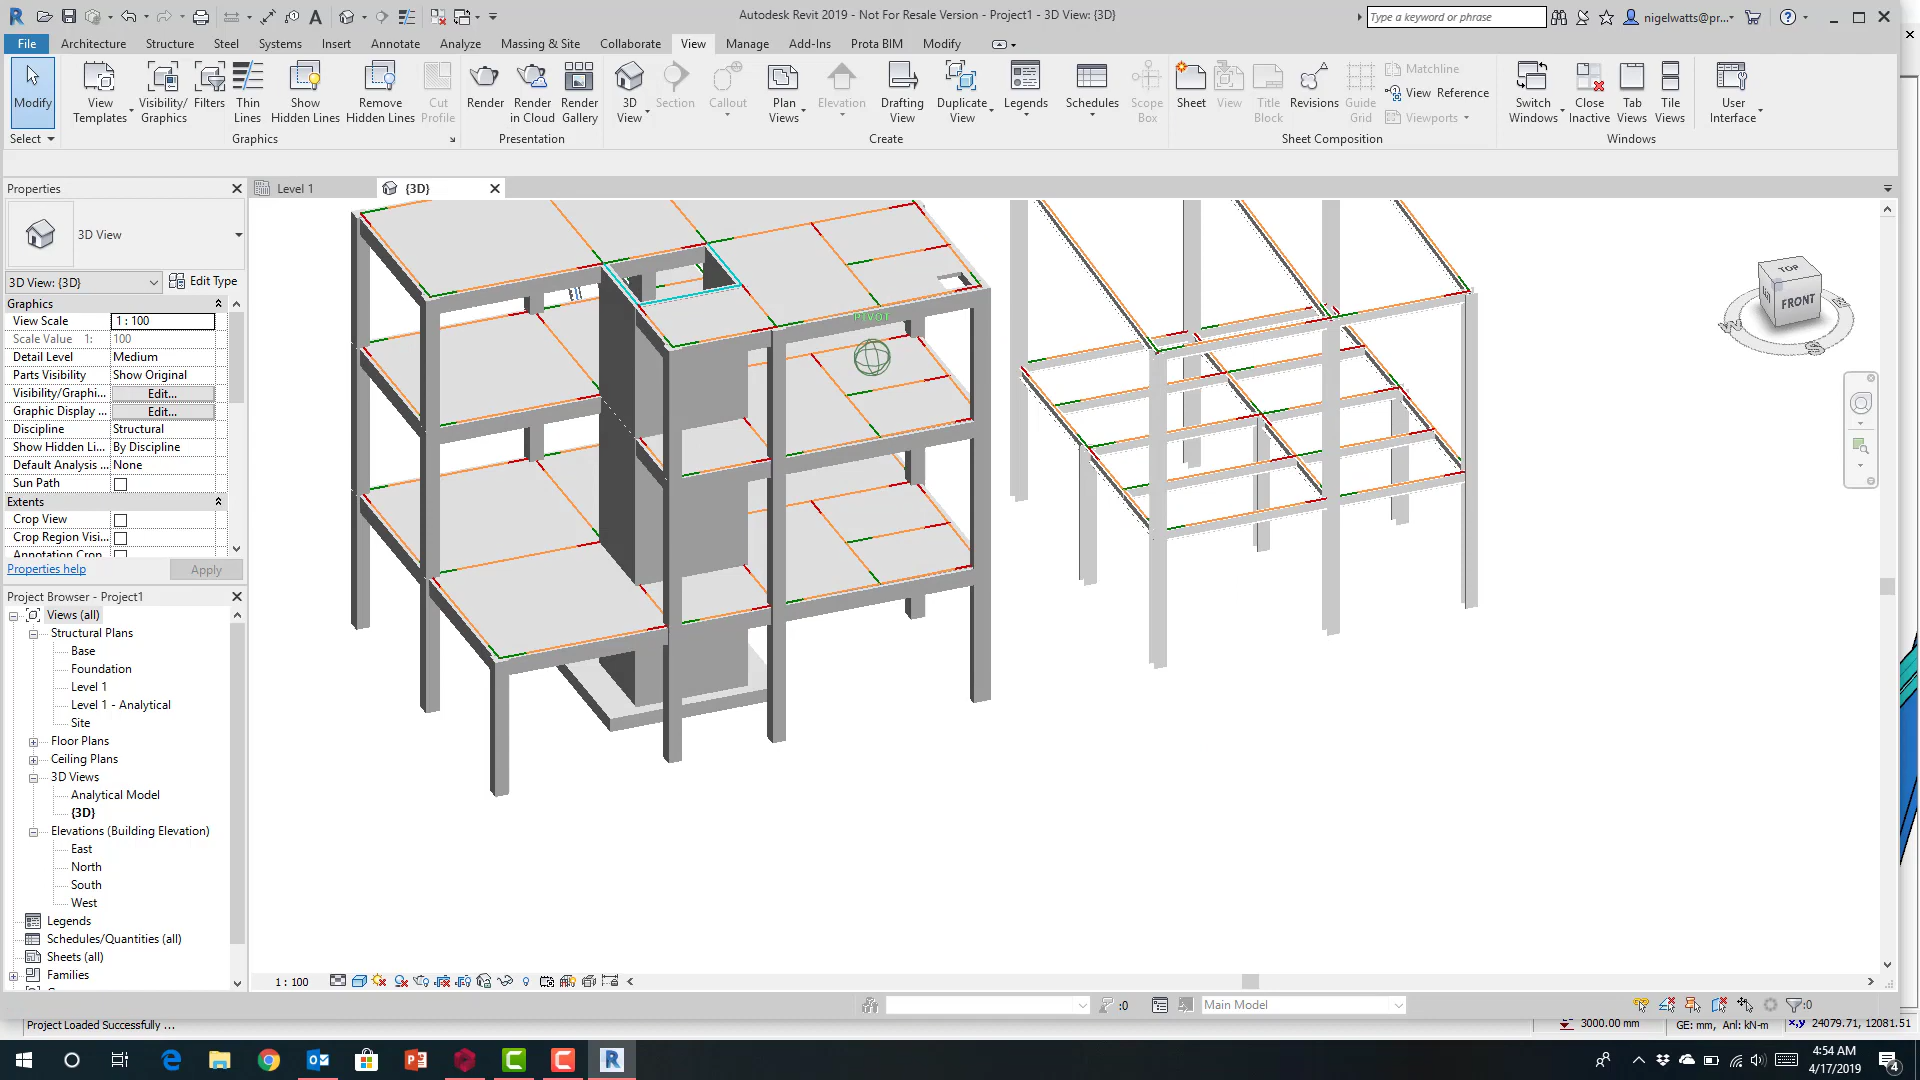 Autodesk Revit 2019 - Not For Resale Version - Project1 - 3D View: {3D}
Type a keyword or phrase
nigelwatts@pr...
File Architecture Structure Steel Systems Insert Annotate Analyze Massing & Site Collaborate View Manage Add-Ins Prota BIM Modify
Modify
View Templates
Visibility/ Graphics
Filters
Thin Lines
Show Hidden Lines
Remove Hidden Lines
Cut Profile
Render
Render in Cloud
Render Gallery
3D View
Section
Callout
Plan Views
Elevation
Drafting View
Duplicate View
Legends
Schedules
Scope Box
Sheet
View
Title Block
Revisions
Guide Grid
Matchline
View Reference
Viewports
Switch Windows
Close Inactive
Tab Views
Tile Views
User Interface
Select
Graphics
Presentation
Create
Sheet Composition
Windows
Properties
Level 1
{3D}
3D View
3D View: {3D}
Edit Type
Graphics
View Scale 1 : 100
Scale Value 1: 100
Detail Level Medium
Parts Visibility Show Original
Visibility/Graphi... Edit...
Graphic Display ... Edit...
Discipline Structural
Show Hidden Li... By Discipline
Default Analysis ... None
Sun Path
Extents
Crop View
Crop Region Visi...
Annotation Crop
Properties help
Apply
Project Browser - Project1
Views (all)
Structural Plans
Base
Foundation
Level 1
Level 1 - Analytical
Site
Floor Plans
Ceiling Plans
3D Views
Analytical Model
{3D}
Elevations (Building Elevation)
East
North
South
West
Legends
Schedules/Quantities (all)
Sheets (all)
Families
PIVOT
TOP
FRONT
W
S
1 : 100
:0
Main Model
:0
Project Loaded Successfully ...
3000.00 mm
GE: mm, Anl: kN-m
x,y 24079.71, 12081.51
4:54 AM
4/17/2019
4